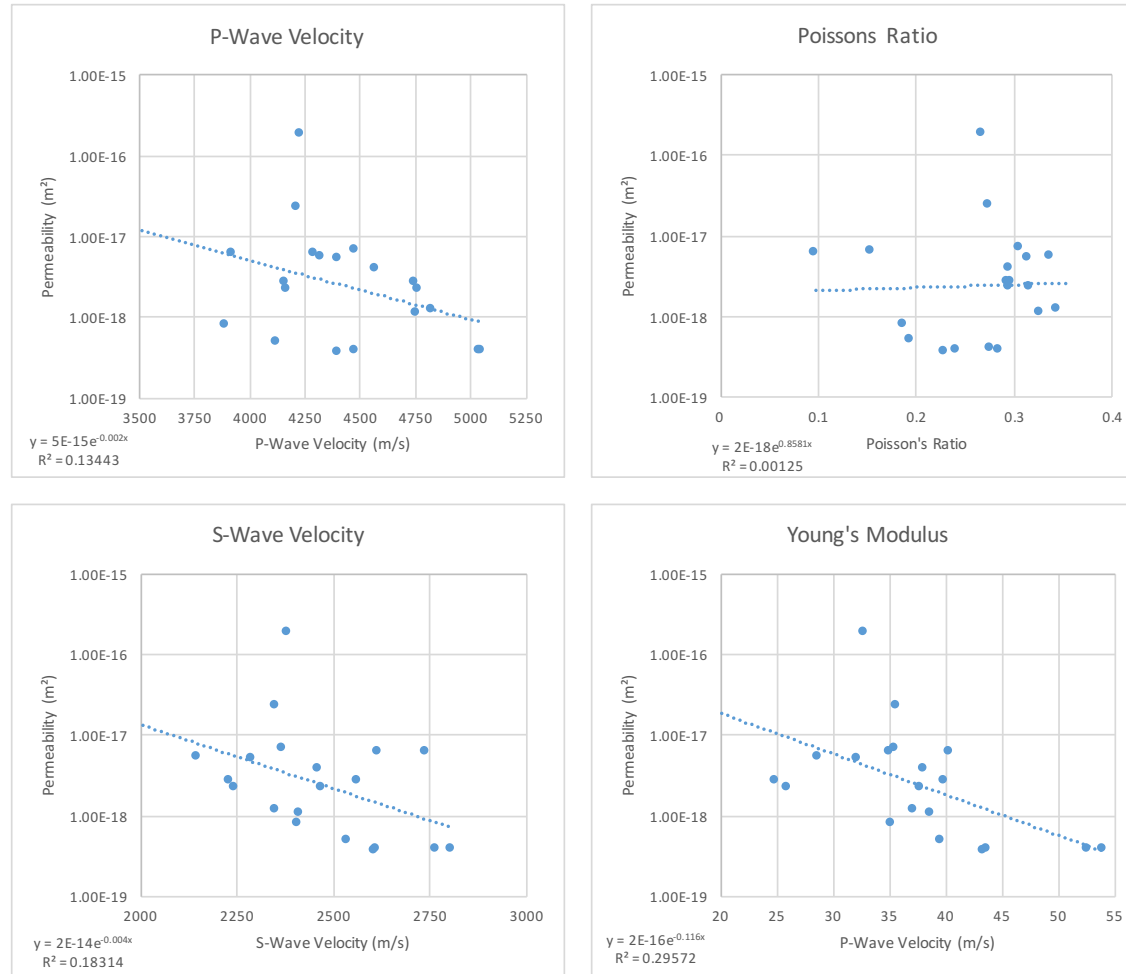 P-Wave Velocity
1.00E-15
1.00E-16
1.00E-17
1.00E-18
1.00E-19
Permeability (m²)
3500 3750 4000 4250 4500 4750 5000 5250
P-Wave Velocity (m/s)
y = 5E-15e^-0.002x
R² = 0.13443
Poissons Ratio
1.00E-15
1.00E-16
1.00E-17
1.00E-18
1.00E-19
Permeability (m²)
0 0.1 0.2 0.3 0.4
Poisson's Ratio
y = 2E-18e^0.8581x
R² = 0.00125
S-Wave Velocity
1.00E-15
1.00E-16
1.00E-17
1.00E-18
1.00E-19
Permeability (m²)
2000 2250 2500 2750 3000
S-Wave Velocity (m/s)
y = 2E-14e^-0.004x
R² = 0.18314
Young's Modulus
1.00E-15
1.00E-16
1.00E-17
1.00E-18
1.00E-19
Permeability (m²)
20 25 30 35 40 45 50 55
P-Wave Velocity (m/s)
y = 2E-16e^-0.116x
R² = 0.29572